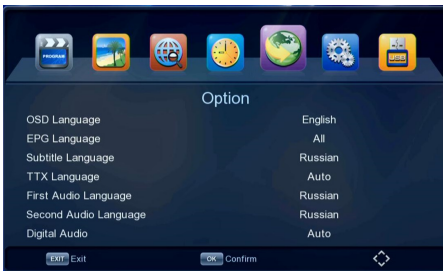 PROGRAM
USB
Option
OSD Language English
EPG Language All
Subtitle Language Russian
TTX Language Auto
First Audio Language Russian
Second Audio Language Russian
Digital Audio Auto
EXIT Exit OK Confirm